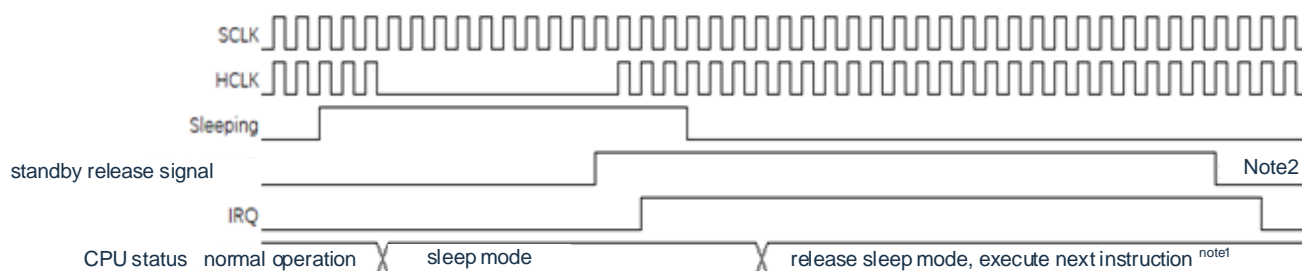 SCLK
HCLK
Sleeping
standby release signal Note2
IRQ
CPU status normal operation sleep mode release sleep mode, execute next instruction note1